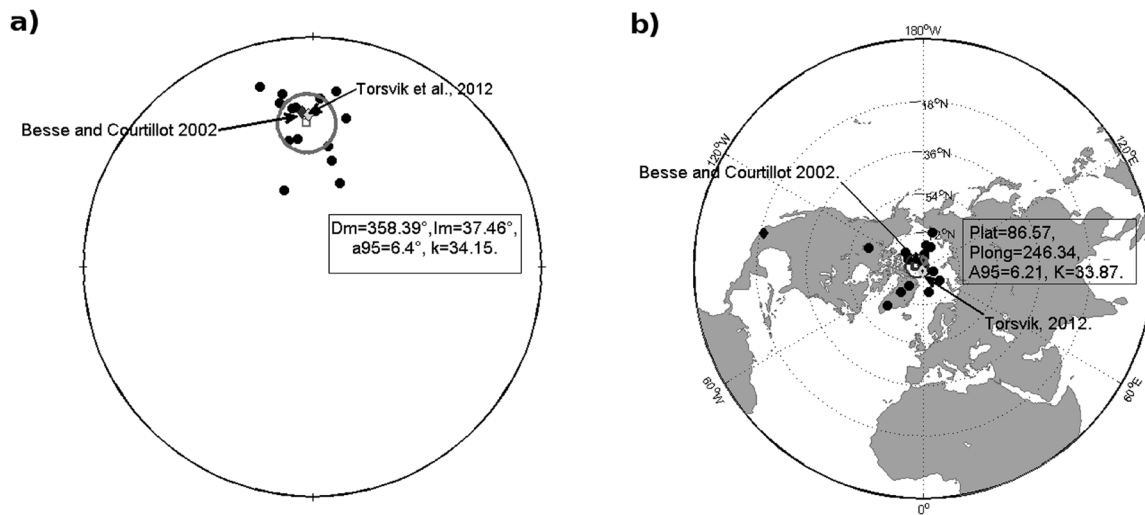 a)
Torsvik et al., 2012
Besse and Courtillot 2002
Dm=358.39°,Im=37.46°,
a95=6.4°, k=34.15.
b)
180°W
18°N
36°N
120°W
120°E
Besse and Courtillot 2002.
54°N
Plat=86.57,
Plong=246.34,
A95=6.21, K=33.87.
Torsvik, 2012.
60°W
60°E
0°